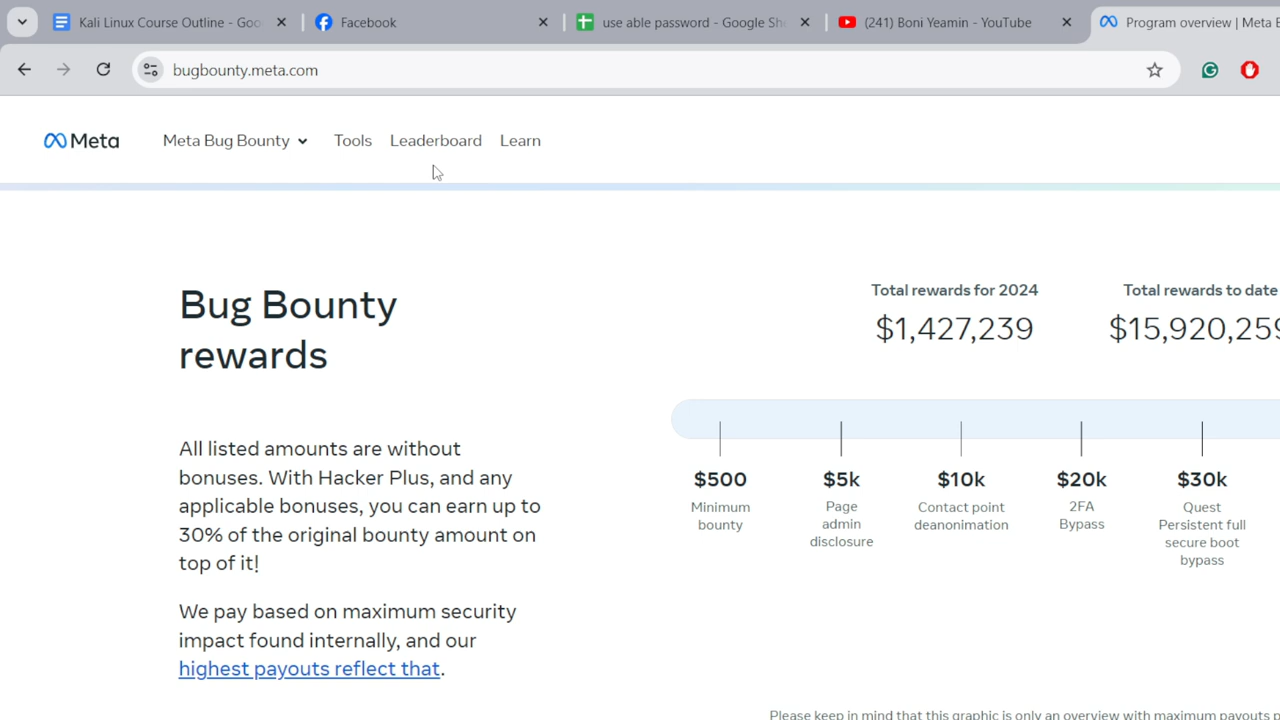 Kali Linux Course Outline - Goo
Facebook
use able password - Google She
(241) Boni Yeamin - YouTube
Program overview | Meta B
bugbounty.meta.com
Meta
Meta Bug Bounty
Tools
Leaderboard
Learn
Bug Bounty
rewards
All listed amounts are without
bonuses. With Hacker Plus, and any
applicable bonuses, you can earn up to
30% of the original bounty amount on
top of it!
We pay based on maximum security
impact found internally, and our
highest payouts reflect that.
Total rewards for 2024
$1,427,239
Total rewards to date
$15,920,259
$500
Minimum
bounty
$5k
Page
admin
disclosure
$10k
Contact point
deanonimation
$20k
2FA
Bypass
$30k
Quest
Persistent full
secure boot
bypass
Please keep in mind that this graphic is only an overview with maximum payouts p